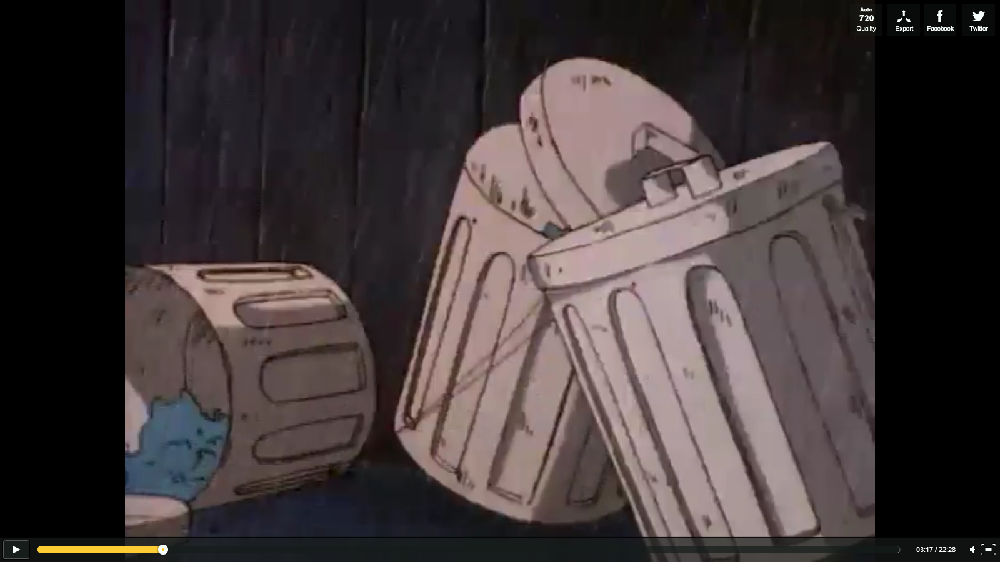 Auto
720
Quality
Export
Facebook
Twitter
03:17 / 22:28